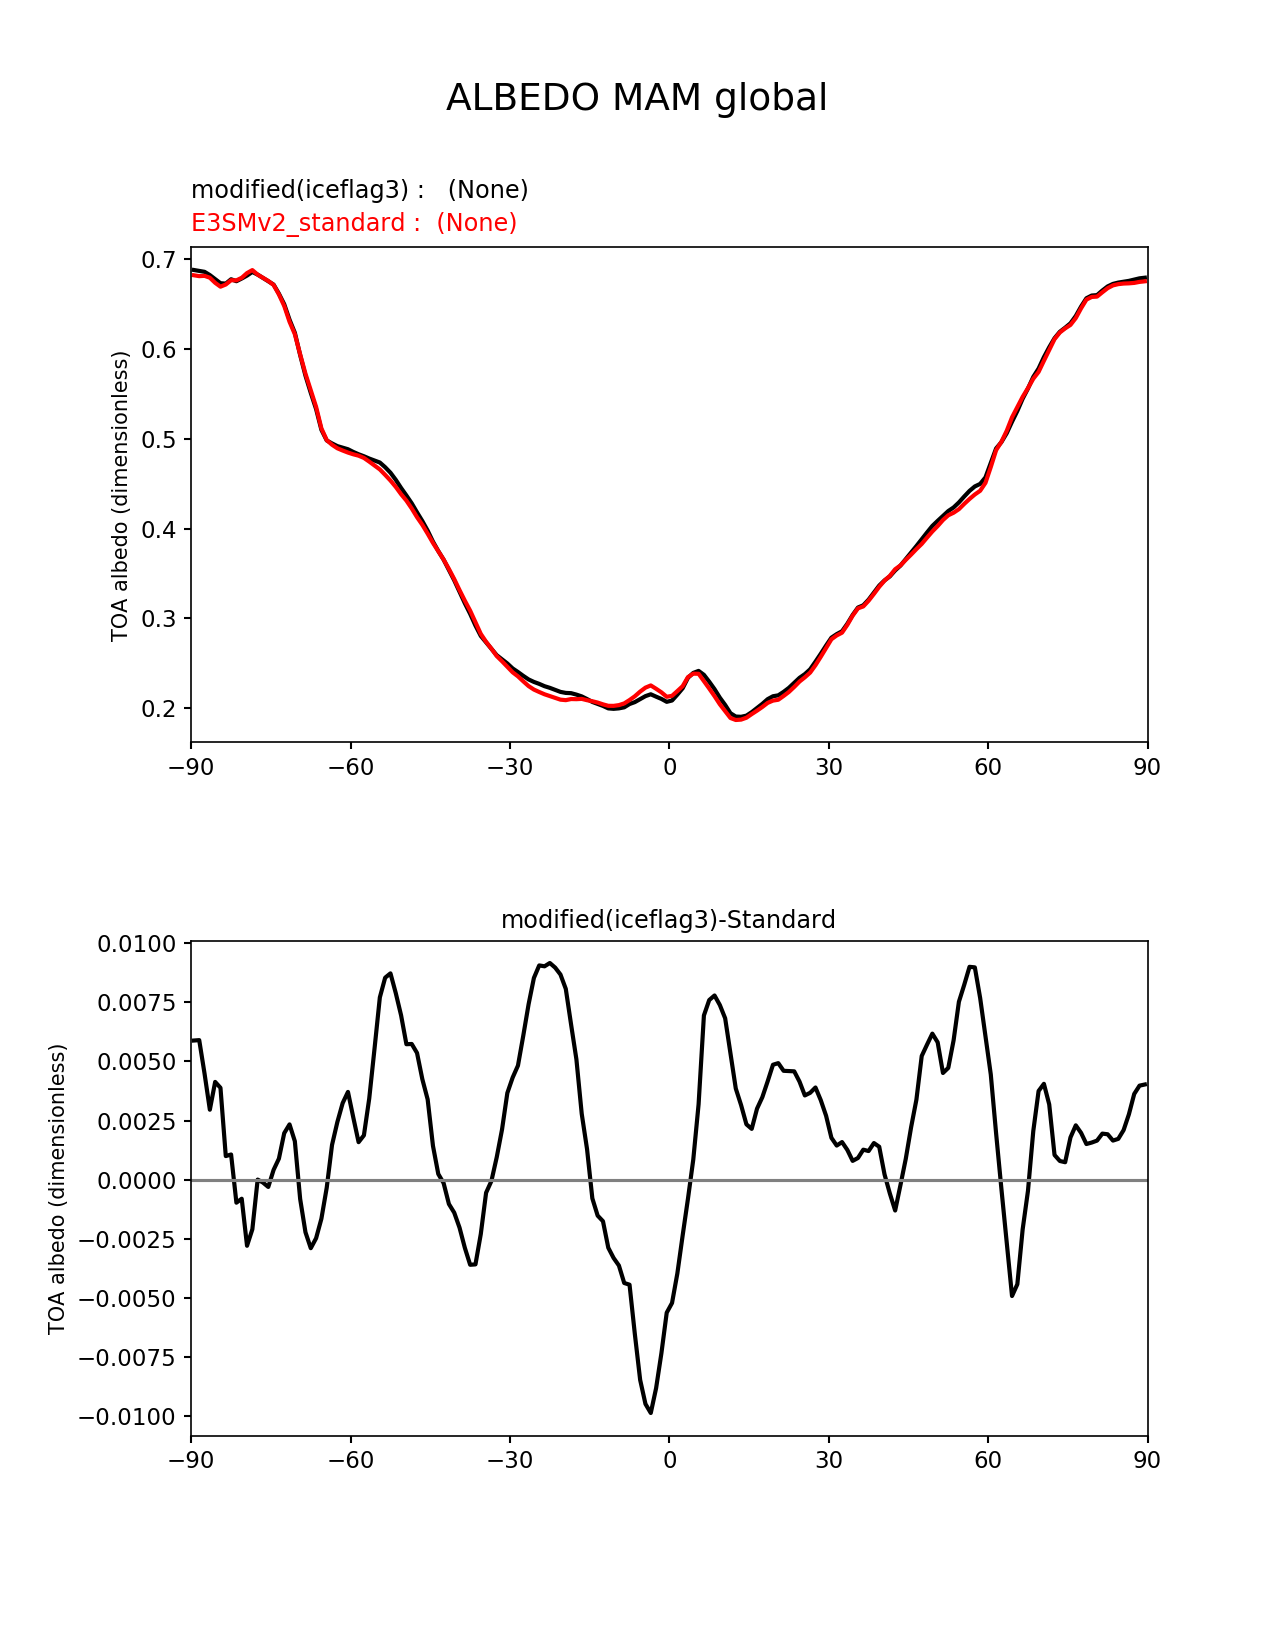 ALBEDO MAM global
modified(iceflag3) :   (None)
E3SMv2_standard :  (None)
TOA albedo (dimensionless)
0.7
0.6
0.5
0.4
0.3
0.2
−90 −60 −30 0 30 60 90
modified(iceflag3)-Standard
TOA albedo (dimensionless)
0.0100
0.0075
0.0050
0.0025
0.0000
−0.0025
−0.0050
−0.0075
−0.0100
−90 −60 −30 0 30 60 90